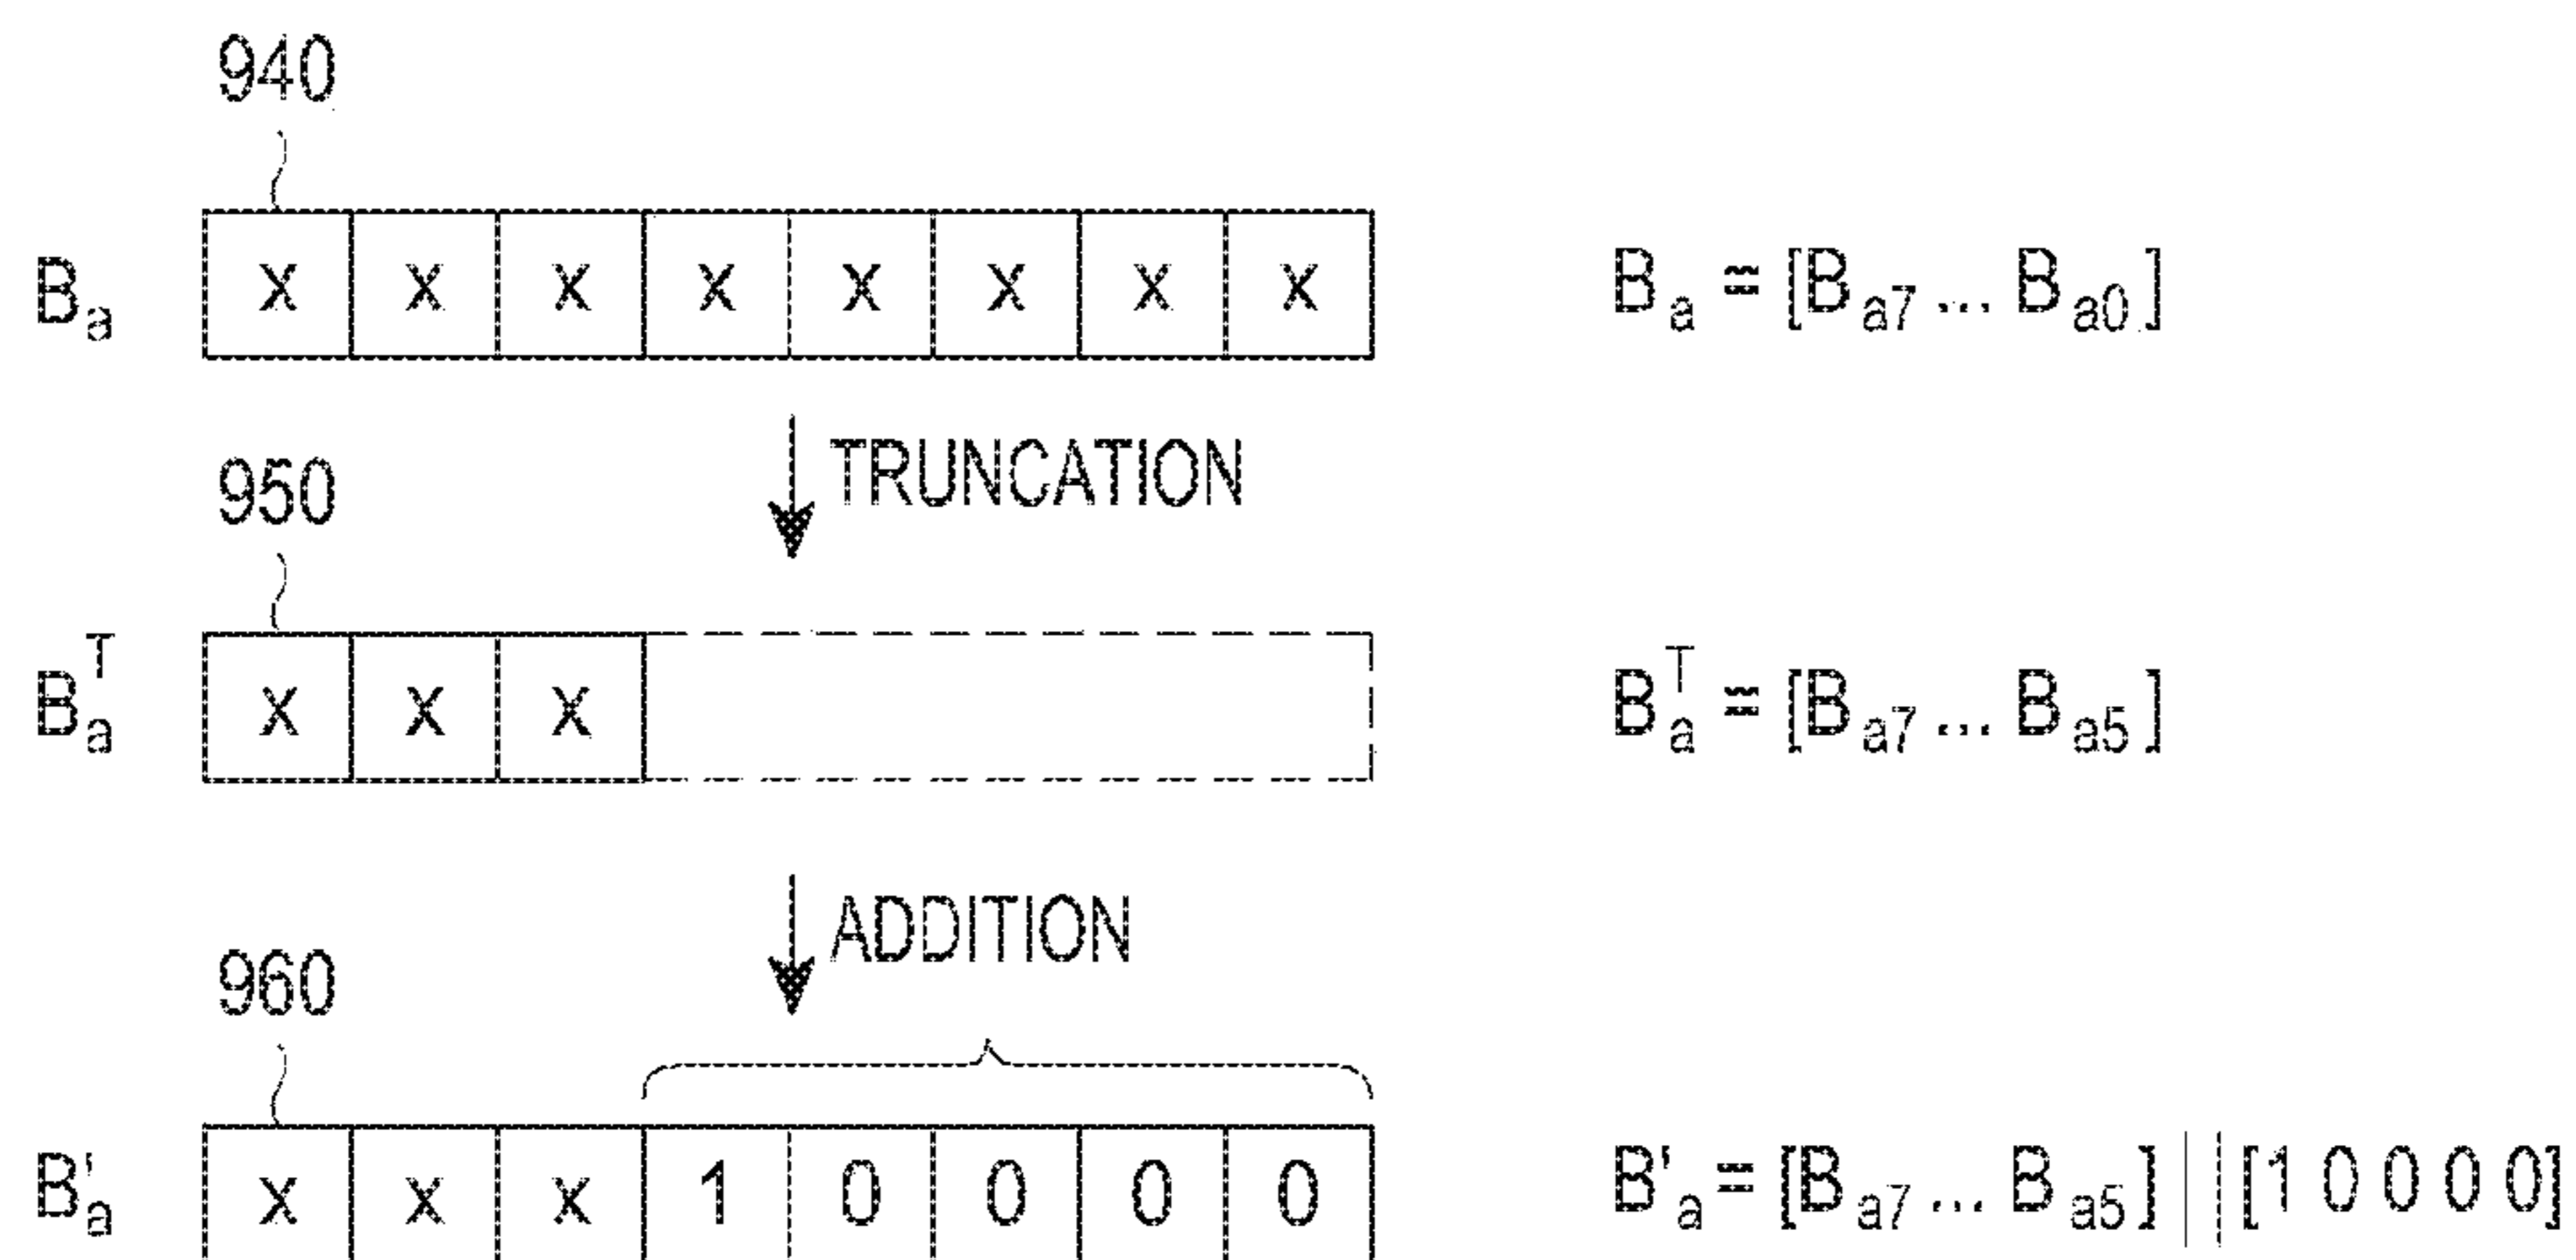 940
Bₐ x x x x x x x x Bₐ = [Bₐ₇ ... Bₐ₀]
TRUNCATION
950
Bₐᵀ x x x Bₐᵀ = [Bₐ₇ ... Bₐ₅]
ADDITION
960
B'ₐ x x x 1 0 0 0 0 B'ₐ = [Bₐ₇ ... Bₐ₅] || [1 0 0 0 0]